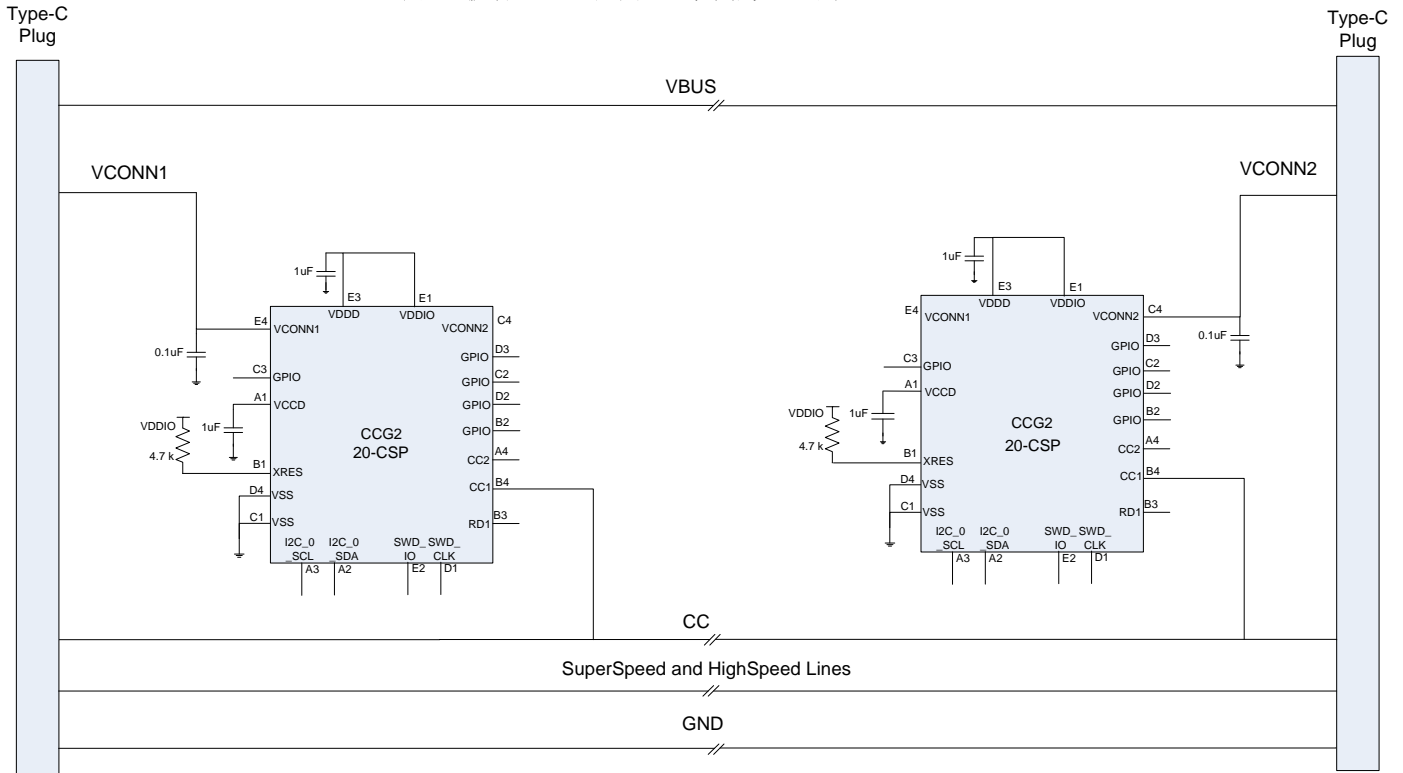 Type-C
Plug
Type-C
Plug
VBUS
VCONN1
VCONN2
1uF
E3
E1
VDDD
VDDIO
E4
VCONN1
VCONN2
C4
0.1uF
GPIO
D3
C3
GPIO
GPIO
C2
A1
VCCD
GPIO
D2
VDDIO
1uF
GPIO
B2
4.7 k
CCG2
20-CSP
CC2
A4
B1
XRES
CC1
B4
D4
VSS
C1
VSS
RD1
B3
I2C_0
_SCL
I2C_0
_SDA
SWD_
IO
SWD_
CLK
A3
A2
E2
D1
1uF
E3
E1
VDDD
VDDIO
E4
VCONN1
VCONN2
C4
0.1uF
GPIO
D3
C3
GPIO
GPIO
C2
A1
VCCD
GPIO
D2
VDDIO
1uF
GPIO
B2
4.7 k
CCG2
20-CSP
CC2
A4
B1
XRES
CC1
B4
D4
VSS
C1
VSS
RD1
B3
I2C_0
_SCL
I2C_0
_SDA
SWD_
IO
SWD_
CLK
A3
A2
E2
D1
CC
SuperSpeed and HighSpeed Lines
GND